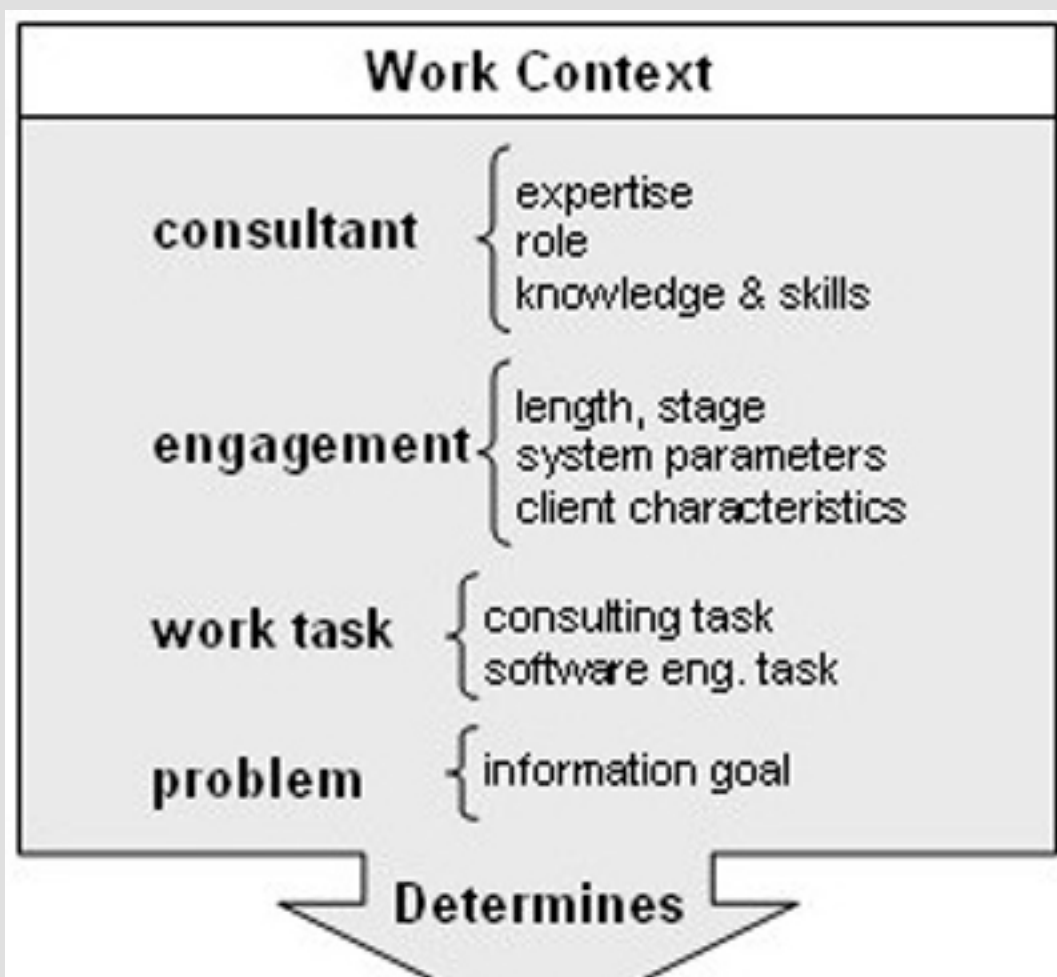 Work Context
consultant
expertise
role
knowledge & skills
engagement
length, stage
system parameters
client characteristics
work task
consulting task
software eng. task
problem
information goal
Determines